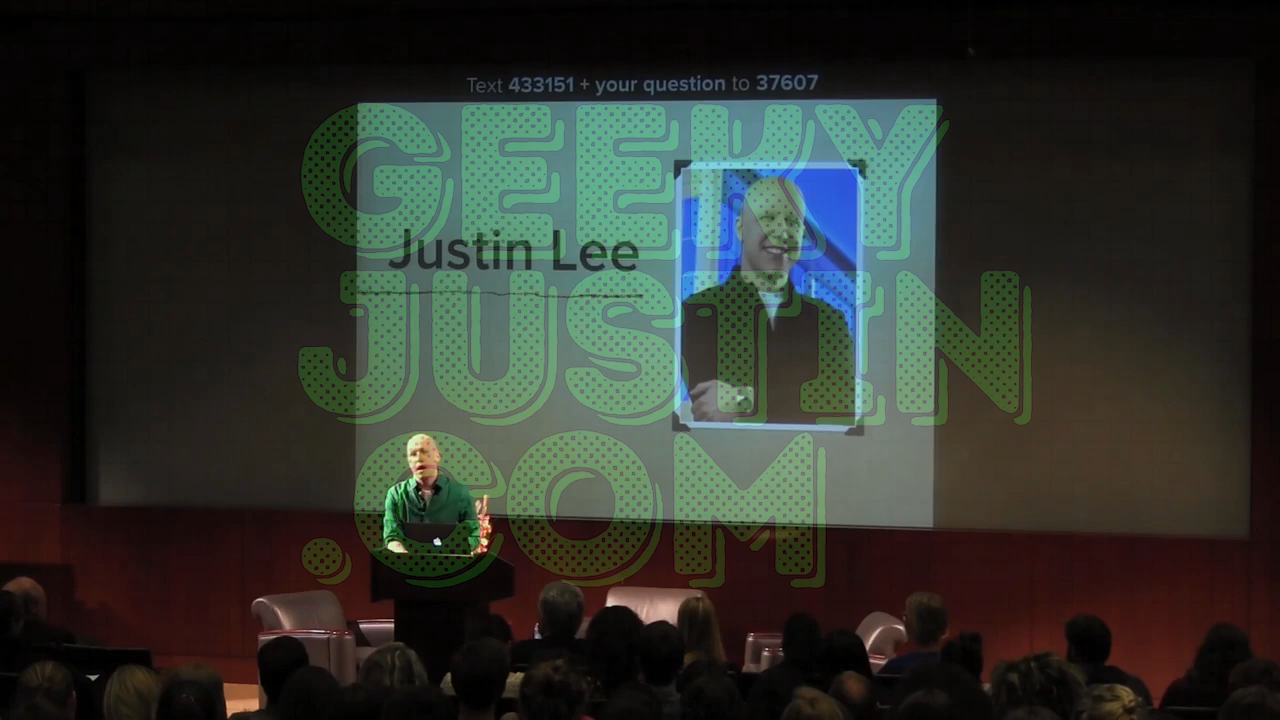 Text 433151 + your question to 37607
GEEKY
Justin Lee
JUSTIN
.COM